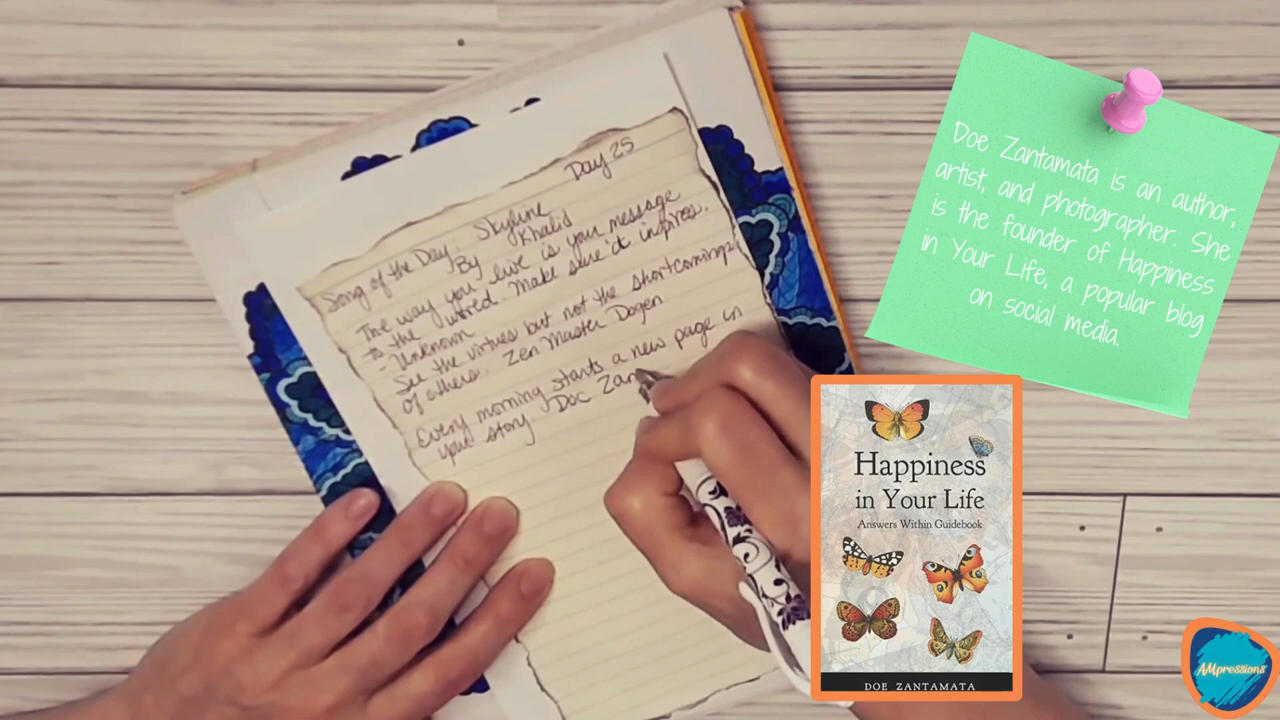 Day 25
Song of the Day: Skyline
By Khalid
The way you live is your message
to the world. Make sure it inspires.
- Unknown
See the virtues but not the shortcomings
of others. Zen Master Dogen
Every morning starts a new page in
your story. Doe Zan
Doe Zantamata is an author,
artist, and photographer. She
is the founder of Happiness
in Your Life, a popular blog
on social media.
Happiness
in Your Life
Answers Within Guidebook
DOE ZANTAMATA
AMpressions